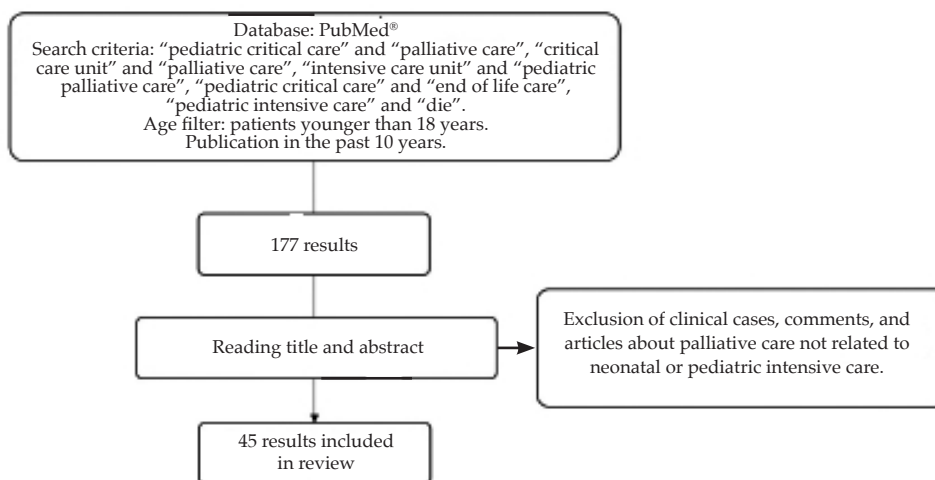 Database: PubMed®
Search criteria: “pediatric critical care” and “palliative care”, “critical
care unit” and “palliative care”, “intensive care unit” and “pediatric
palliative care”, “pediatric critical care” and “end of life care”,
“pediatric intensive care” and “die”.
Age filter: patients younger than 18 years.
Publication in the past 10 years.
177 results
Reading title and abstract
Exclusion of clinical cases, comments, and
articles about palliative care not related to
neonatal or pediatric intensive care.
45 results included
in review